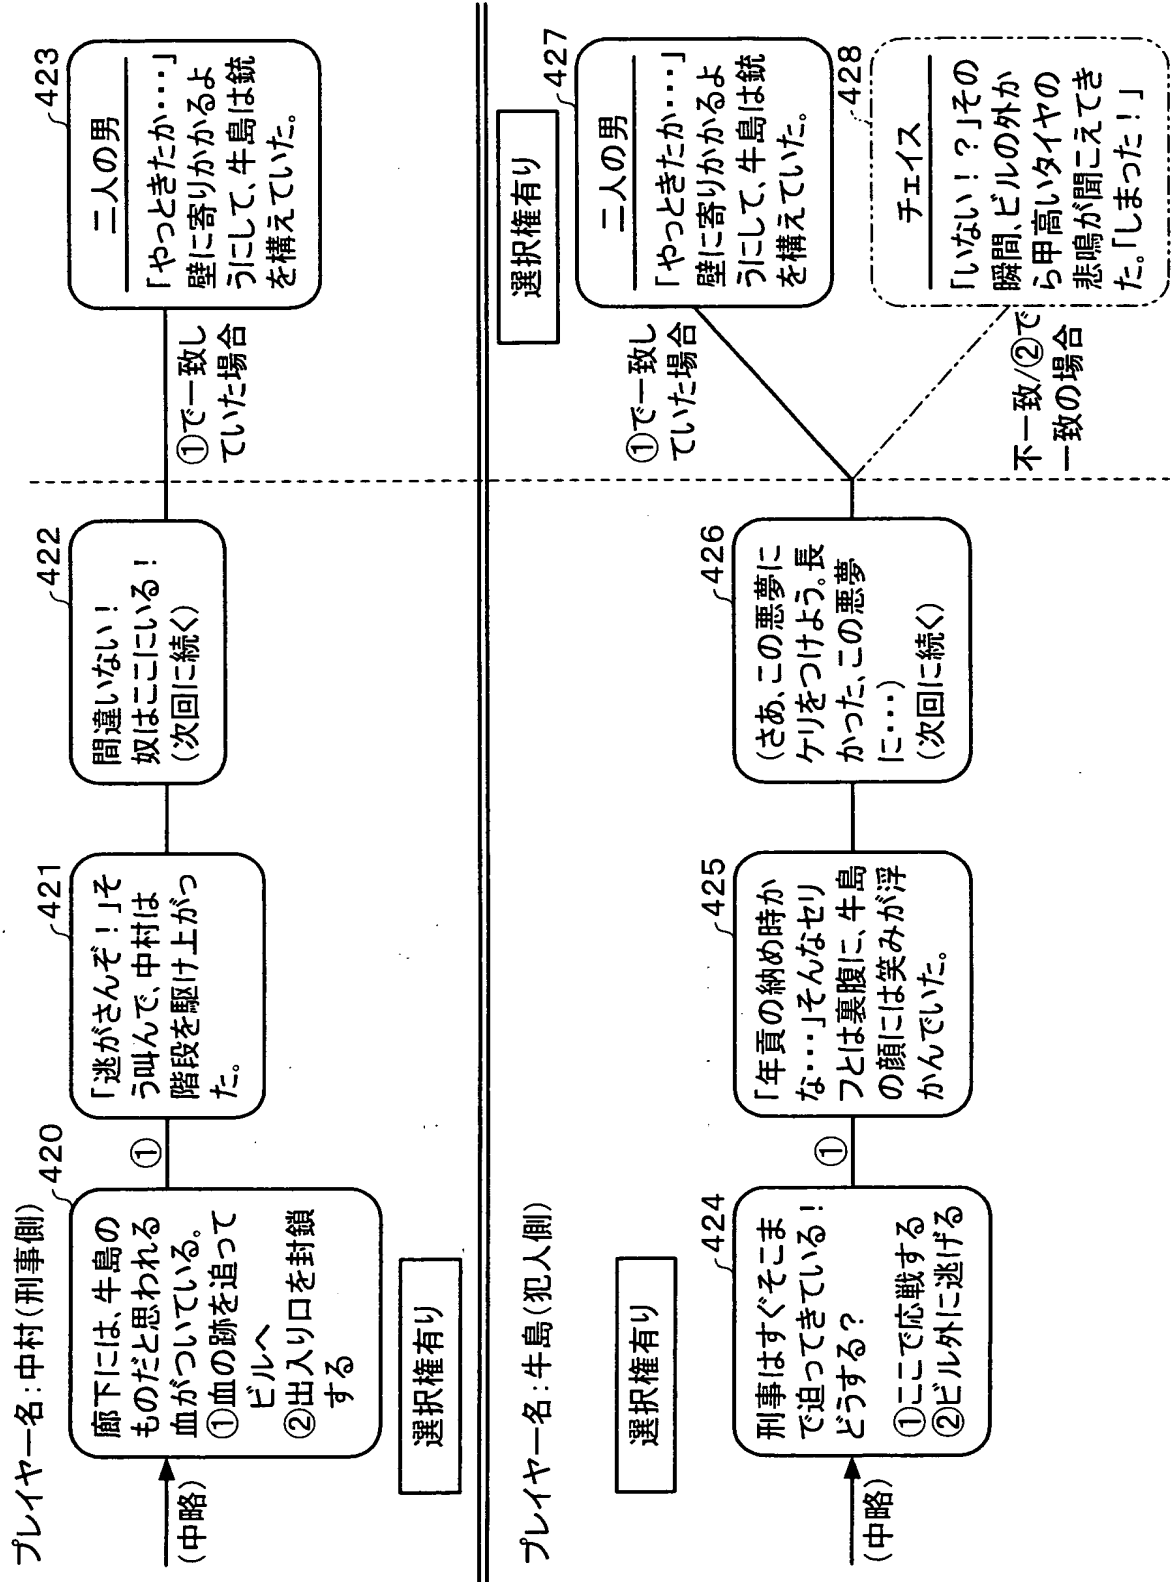 プレイヤー名:中村(刑事側)
(中略)
420
廊下には、牛島の
ものだと思われる
血がついている。
①血の跡を追って
ビルへ
②出入り口を封鎖
する
選択権有り
①
421
「逃がさんぞ!」そ
う叫んで、中村は
階段を駆け上がっ
た。
422
間違いない!
奴はここにいる!
(次回に続く)
①で一致し
ていた場合
423
二人の男
「やっときたか・・・」
壁に寄りかかるよ
うにして、牛島は銃
を構えていた。
プレイヤー名:牛島(犯人側)
選択権有り
(中略)
424
刑事はすぐそこま
で迫ってきている!
どうする?
①ここで応戦する
②ビル外に逃げる
①
425
「年貢の納め時か
な・・・」そんなセリ
フとは裏腹に、牛島
の顔には笑みが浮
かんでいた。
426
(さあ、この悪夢に
ケリをつけよう。長
かった、この悪夢
に・・・)
(次回に続く)
①で一致し
ていた場合
選択権有り
427
二人の男
「やっときたか・・・」
壁に寄りかかるよ
うにして、牛島は銃
を構えていた。
不一致/②で
一致の場合
428
チェイス
「いない!?」その
瞬間、ビルの外か
ら甲高いタイヤの
悲鳴が聞こえてき
た。「しまった!」